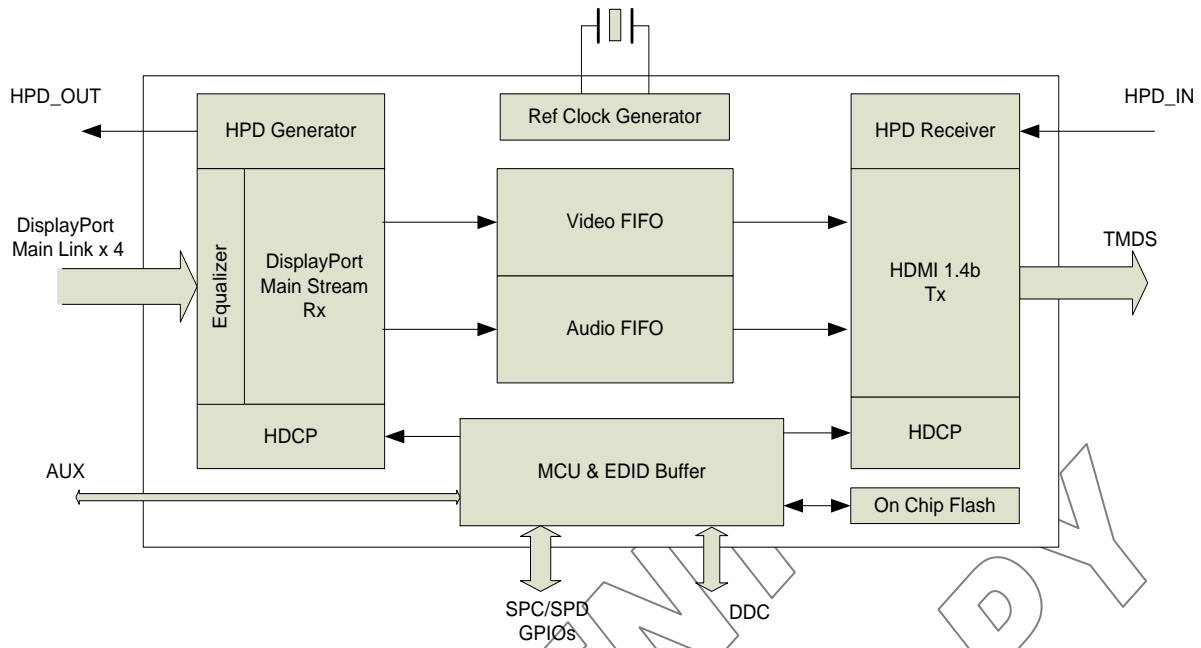 HPD_OUT
HPD Generator
Ref Clock Generator
HPD Receiver
HPD_IN
DisplayPort
Main Link x 4
Equalizer
DisplayPort
Main Stream
Rx
Video FIFO
Audio FIFO
HDMI 1.4b
Tx
TMDS
HDCP
MCU & EDID Buffer
HDCP
AUX
On Chip Flash
SPC/SPD
GPIOs
DDC